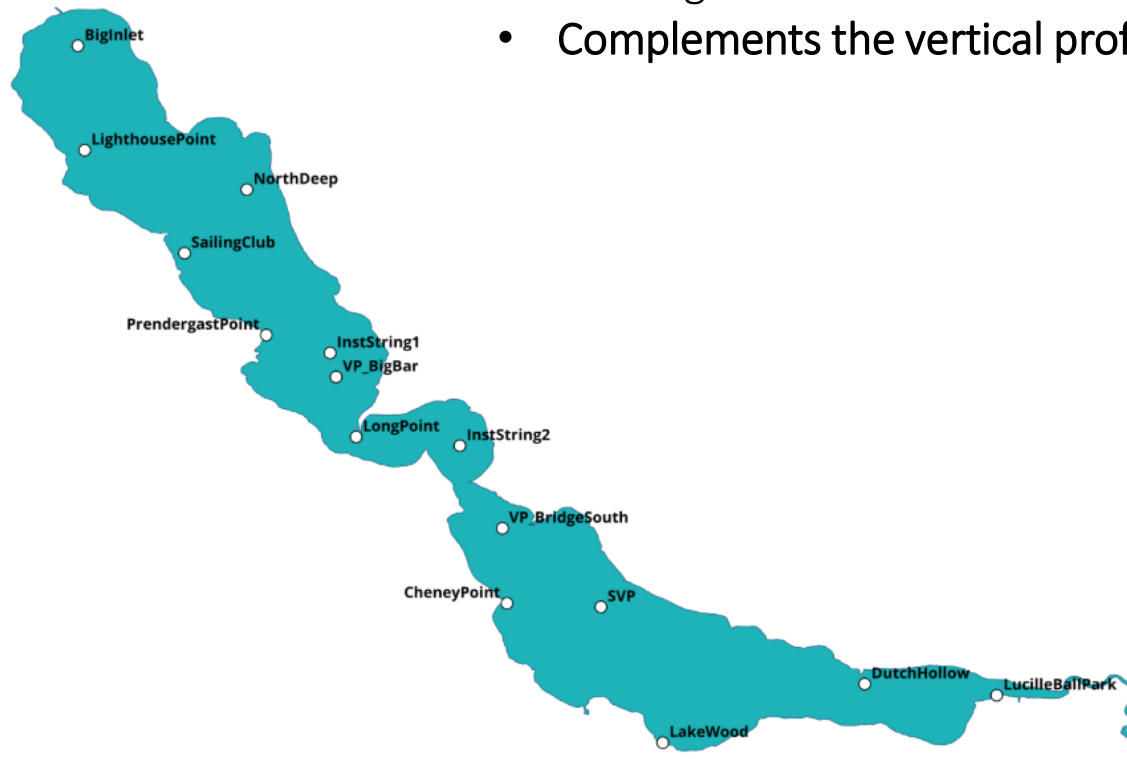 • Complements the vertical prof
BigInlet
LighthousePoint
NorthDeep
SailingClub
PrendergastPoint
InstString1
VP_BigBar
LongPoint
InstString2
VP_BridgeSouth
CheneyPoint
SVP
DutchHollow
LucilleBallPark
LakeWood